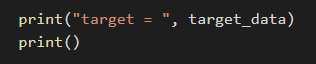 print("target = ", target_data)
print()